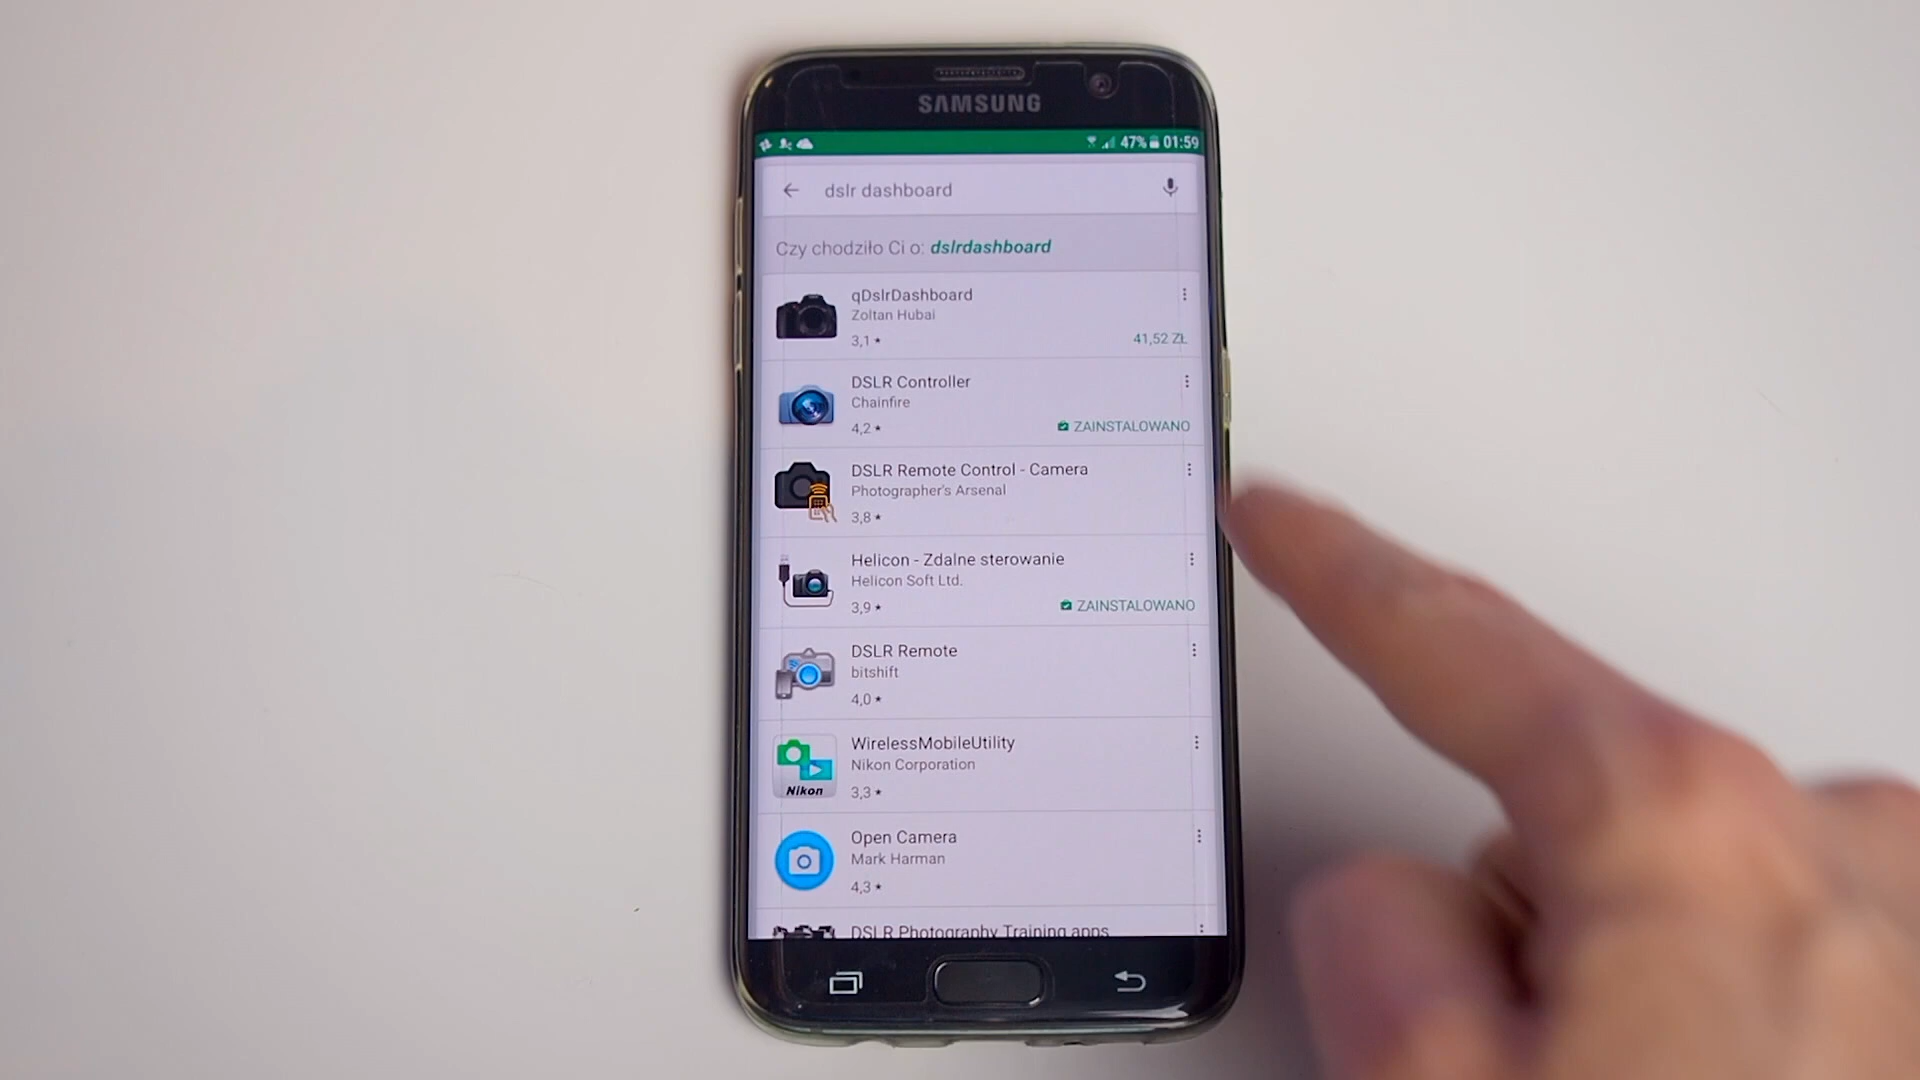 SAMSUNG
47% 01:59
dslr dashboard
Czy chodziło Ci o: dslrdashboard
qDslrDashboard
Zoltan Hubai
3,1 ★
41,52 ZŁ
DSLR Controller
Chainfire
4,2 ★
ZAINSTALOWANO
DSLR Remote Control - Camera
Photographer's Arsenal
3,8 ★
Helicon - Zdalne sterowanie
Helicon Soft Ltd.
3,9 ★
ZAINSTALOWANO
DSLR Remote
bitshift
4,0 ★
WirelessMobileUtility
Nikon Corporation
Nikon
3,3 ★
Open Camera
Mark Harman
4,3 ★
DSLR Photography Training apps